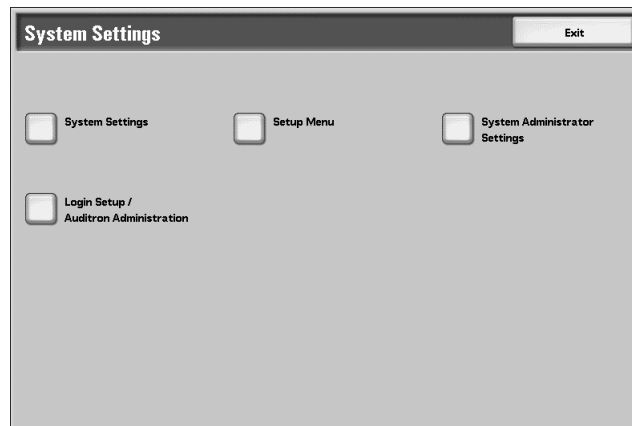 System Settings
Exit
System Settings
Setup Menu
System Administrator
Settings
Login Setup /
Auditron Administration